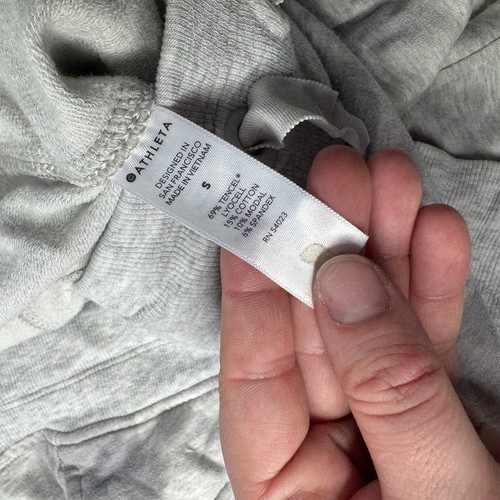 ATHLETA
DESIGNED IN
SAN FRANCISCO
MADE IN VIETNAM
S
69% TENCEL®
LYOCELL
15% COTTON
10% MODAL
6% SPANDEX
RN 54023